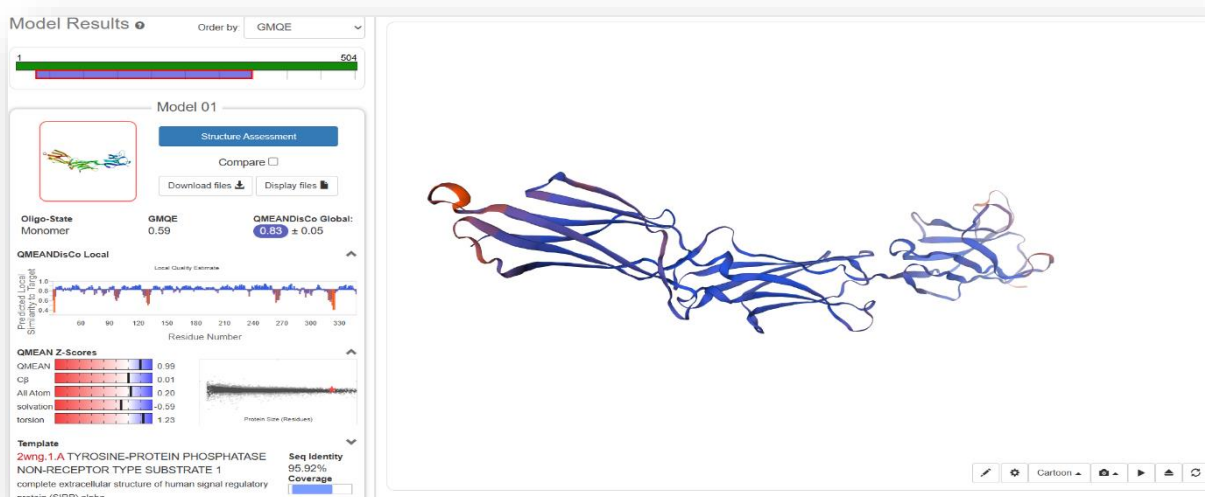 Model Results
Order by: GMQE
1 504
Model 01
Structure Assessment
Compare
Download files Display files
Oligo-State GMQE QMEANDisCo Global:
Monomer 0.59 0.83 ± 0.05
QMEANDisCo Local
Local Quality Estimate
Predicted Local
Similarity to Target
1.0
0.8
0.6
0.4
60 90 120 150 180 210 240 270 300 330
Residue Number
QMEAN Z-Scores
QMEAN 0.99
Cβ 0.01
All Atom 0.20
solvation -0.59
torsion 1.23
Protein Size (Residues)
Template
2wng.1.A TYROSINE-PROTEIN PHOSPHATASE
NON-RECEPTOR TYPE SUBSTRATE 1
Seq Identity
95.92%
Coverage
complete extracellular structure of human signal regulatory
protein (SIRP) alpha
Cartoon